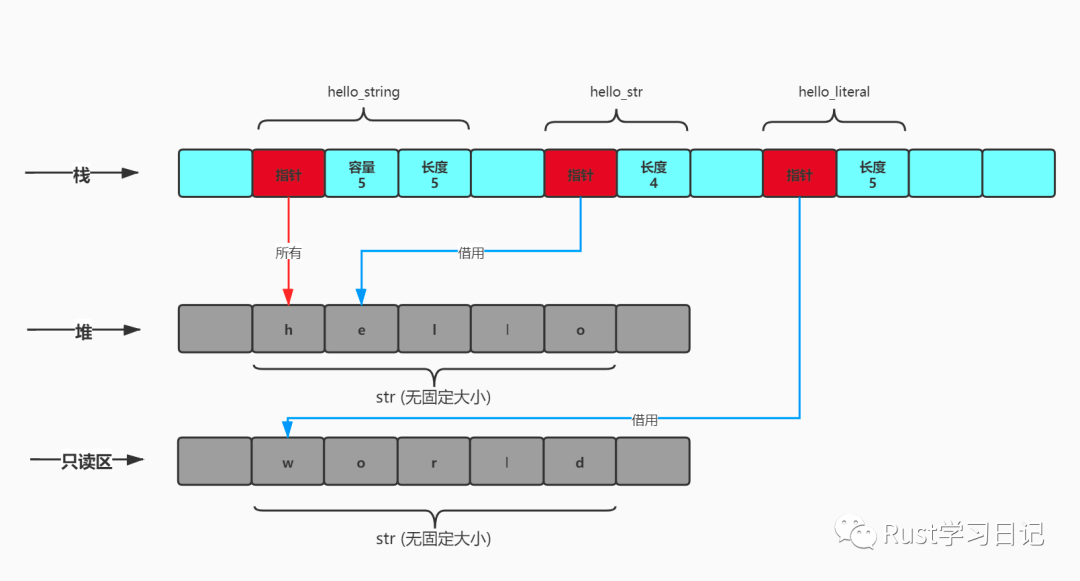 hello_string
hello_str
hello_literal
栈
指针
容量
5
长度
5
指针
长度
4
指针
长度
5
所有
借用
堆
h
e
l
l
o
str (无固定大小)
借用
只读区
w
o
r
l
d
str (无固定大小)
Rust学习日记